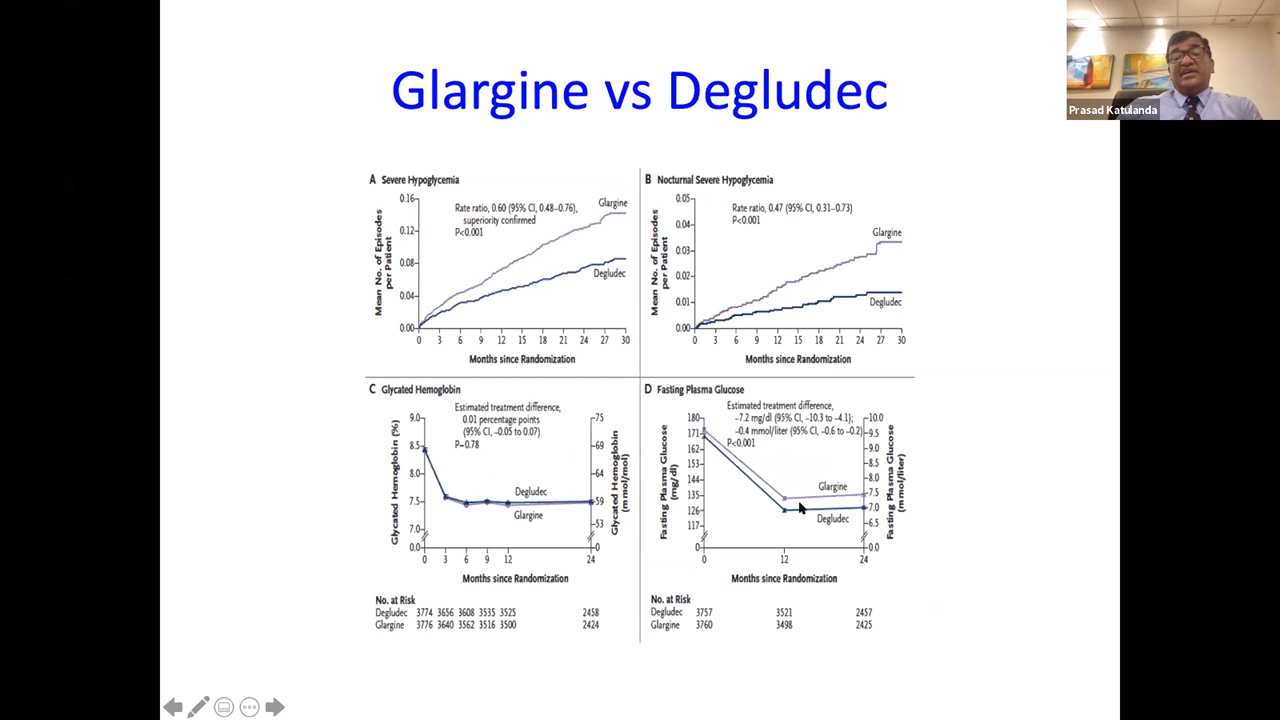 Glargine vs Degludec
Prasad Katulanda
A Severe Hypoglycemia
Mean No. of Episodes
per Patient
0.16
0.12
0.08
0.04
0.00
Rate ratio, 0.60 (95% CI, 0.48–0.76),
superiority confirmed
P<0.001
Glargine
Degludec
0 3 6 9 12 15 18 21 24 27 30
Months since Randomization
B Nocturnal Severe Hypoglycemia
Mean No. of Episodes
per Patient
0.05
0.04
0.03
0.02
0.01
0.00
Rate ratio, 0.47 (95% CI, 0.31–0.73)
P<0.001
Glargine
Degludec
0 3 6 9 12 15 18 21 24 27 30
Months since Randomization
C Glycated Hemoglobin
Glycated Hemoglobin (%)
9.0
8.5
8.0
7.5
7.0
0.0
Estimated treatment difference,
0.01 percentage points
(95% CI, –0.05 to 0.07)
P=0.78
Degludec
Glargine
75
69
64
59
53
0
Glycated Hemoglobin
(mmol/mol)
0 3 6 9 12 24
Months since Randomization
No. at Risk
Degludec 3774 3656 3608 3535 3525 2458
Glargine 3776 3640 3562 3516 3500 2424
D Fasting Plasma Glucose
Fasting Plasma Glucose
(mg/dl)
180
171
162
153
144
135
126
117
0
Estimated treatment difference,
–7.2 mg/dl (95% CI, –10.3 to –4.1);
–0.4 mmol/liter (95% CI, –0.6 to –0.2)
P<0.001
Glargine
Degludec
10.0
9.5
9.0
8.5
8.0
7.5
7.0
6.5
0.0
Fasting Plasma Glucose
(mmol/liter)
0 12 24
Months since Randomization
No. at Risk
Degludec 3757 3521 2457
Glargine 3760 3498 2425